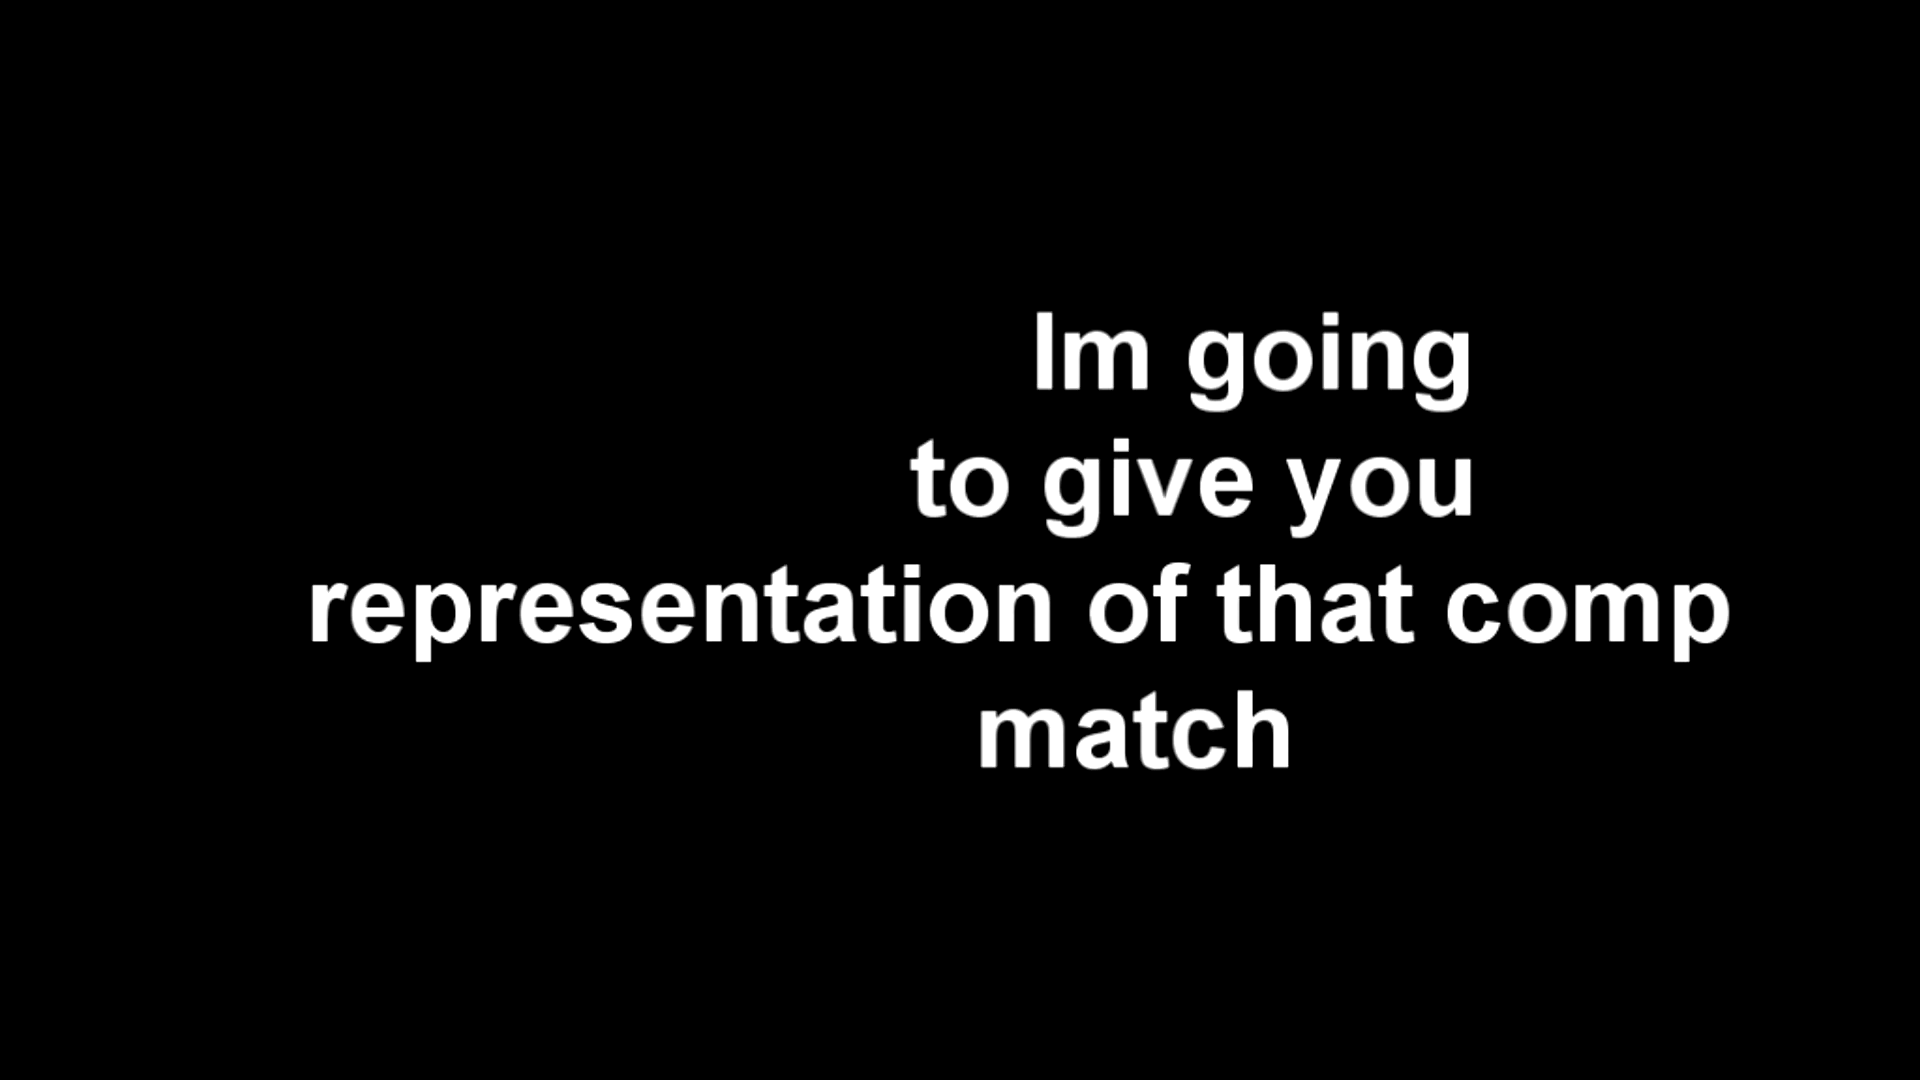 Im going
to give you
representation of that comp
match